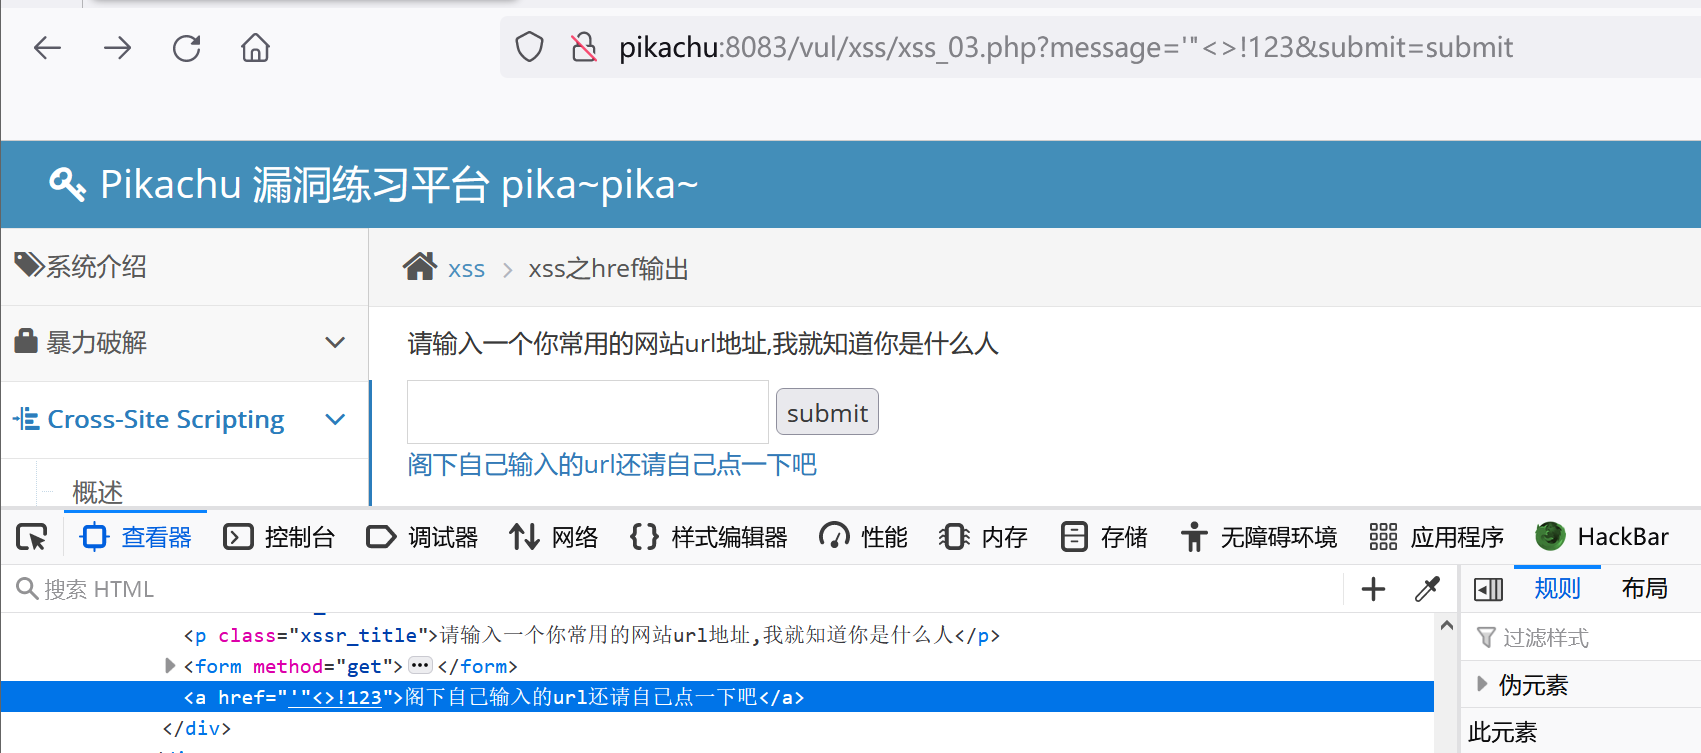 pikachu:8083/vul/xss/xss_03.php?message='"<>!123&submit=submit
Pikachu 漏洞练习平台 pika~pika~
系统介绍
xss > xss之href输出
暴力破解
请输入一个你常用的网站url地址,我就知道你是什么人
Cross-Site Scripting
submit
阁下自己输入的url还请自己点一下吧
概述
查看器 控制台 调试器 网络 {} 样式编辑器 性能 内存 存储 无障碍环境 应用程序 HackBar
搜索 HTML
规则 布局
<p class="xssr_title">请输入一个你常用的网站url地址,我就知道你是什么人</p>
过滤样式
<form method="get">•••</form>
<a href="'"<>!123">阁下自己输入的url还请自己点一下吧</a>
伪元素
</div>
此元素